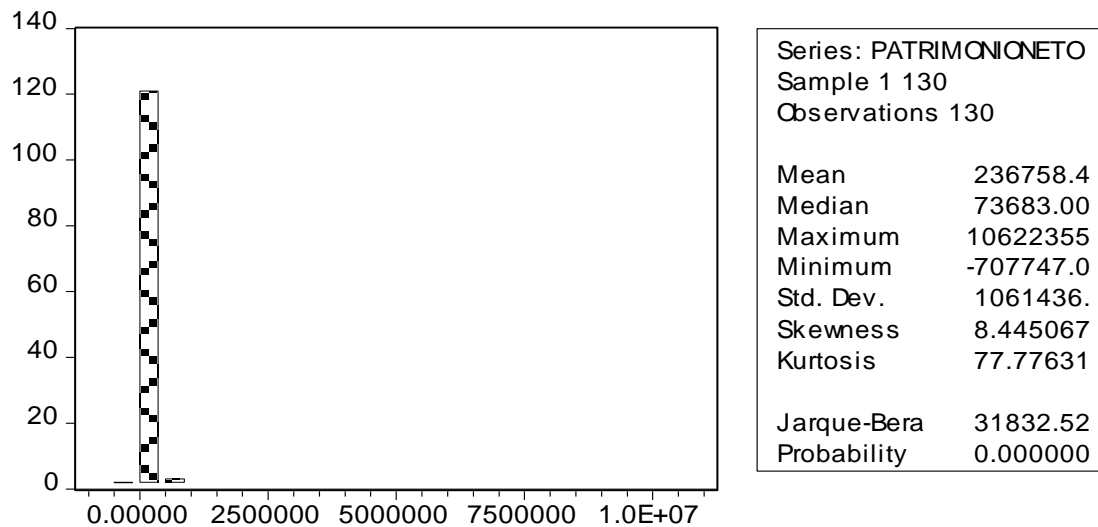 140
120
100
80
60
40
20
0
0.00000 2500000 5000000 7500000 1.0E+07
Series: PATRIMONIONETO
Sample 1 130
Observations 130
Mean 236758.4
Median 73683.00
Maximum 10622355
Minimum -707747.0
Std. Dev. 1061436.
Skewness 8.445067
Kurtosis 77.77631
Jarque-Bera 31832.52
Probability 0.000000